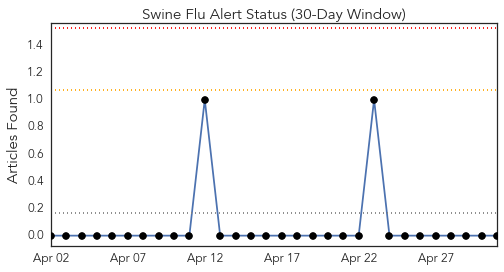 Swine Flu Alert Status (30-Day Window)
Articles Found
1.4
1.2
1.0
0.8
0.6
0.4
0.2
0.0
Apr 02 Apr 07 Apr 12 Apr 17 Apr 22 Apr 27